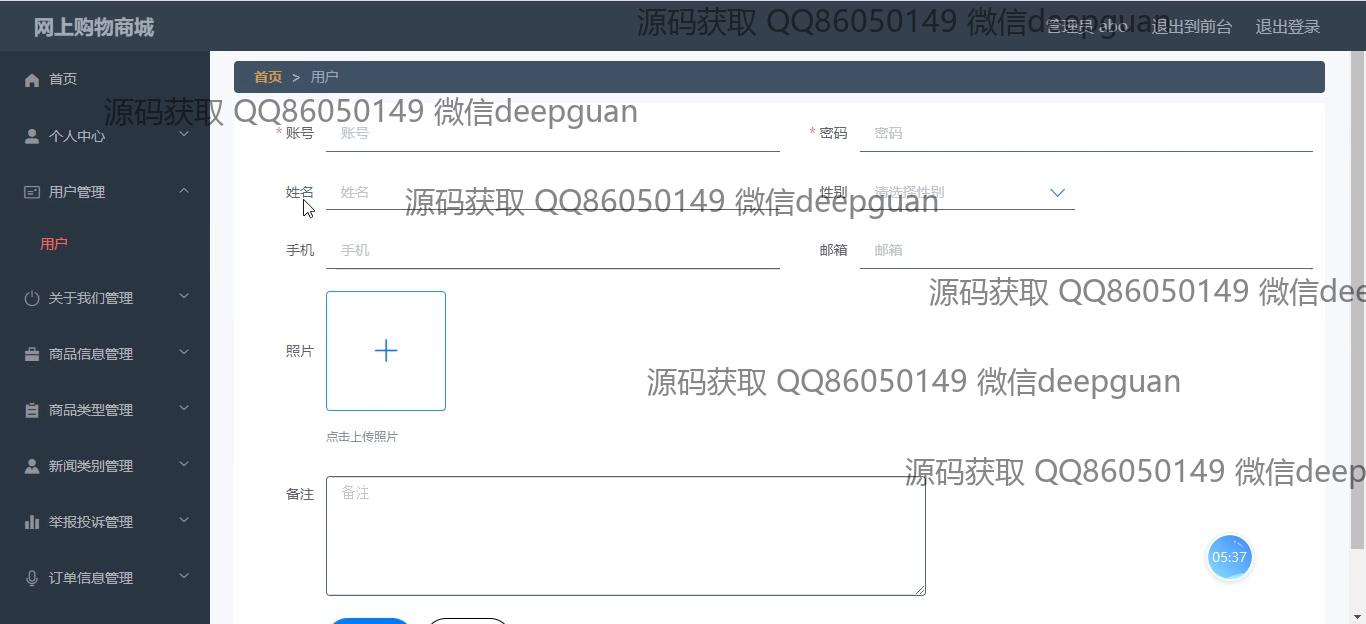 网上购物商城
源码获取 QQ86050149 微信deepguan
管理员 abo 退出到前台 退出登录
首页
首页 > 用户
源码获取 QQ86050149 微信deepguan
*账号 账号
*密码 密码
个人中心
用户管理
姓名 姓名
源码获取 QQ86050149 微信deepguan
性别 请选择性别
用户
手机 手机
邮箱 邮箱
关于我们管理
源码获取 QQ86050149 微信dee
商品信息管理
照片
源码获取 QQ86050149 微信deepguan
商品类型管理
点击上传照片
新闻类别管理
源码获取 QQ86050149 微信deep
备注 备注
举报投诉管理
05:37
订单信息管理